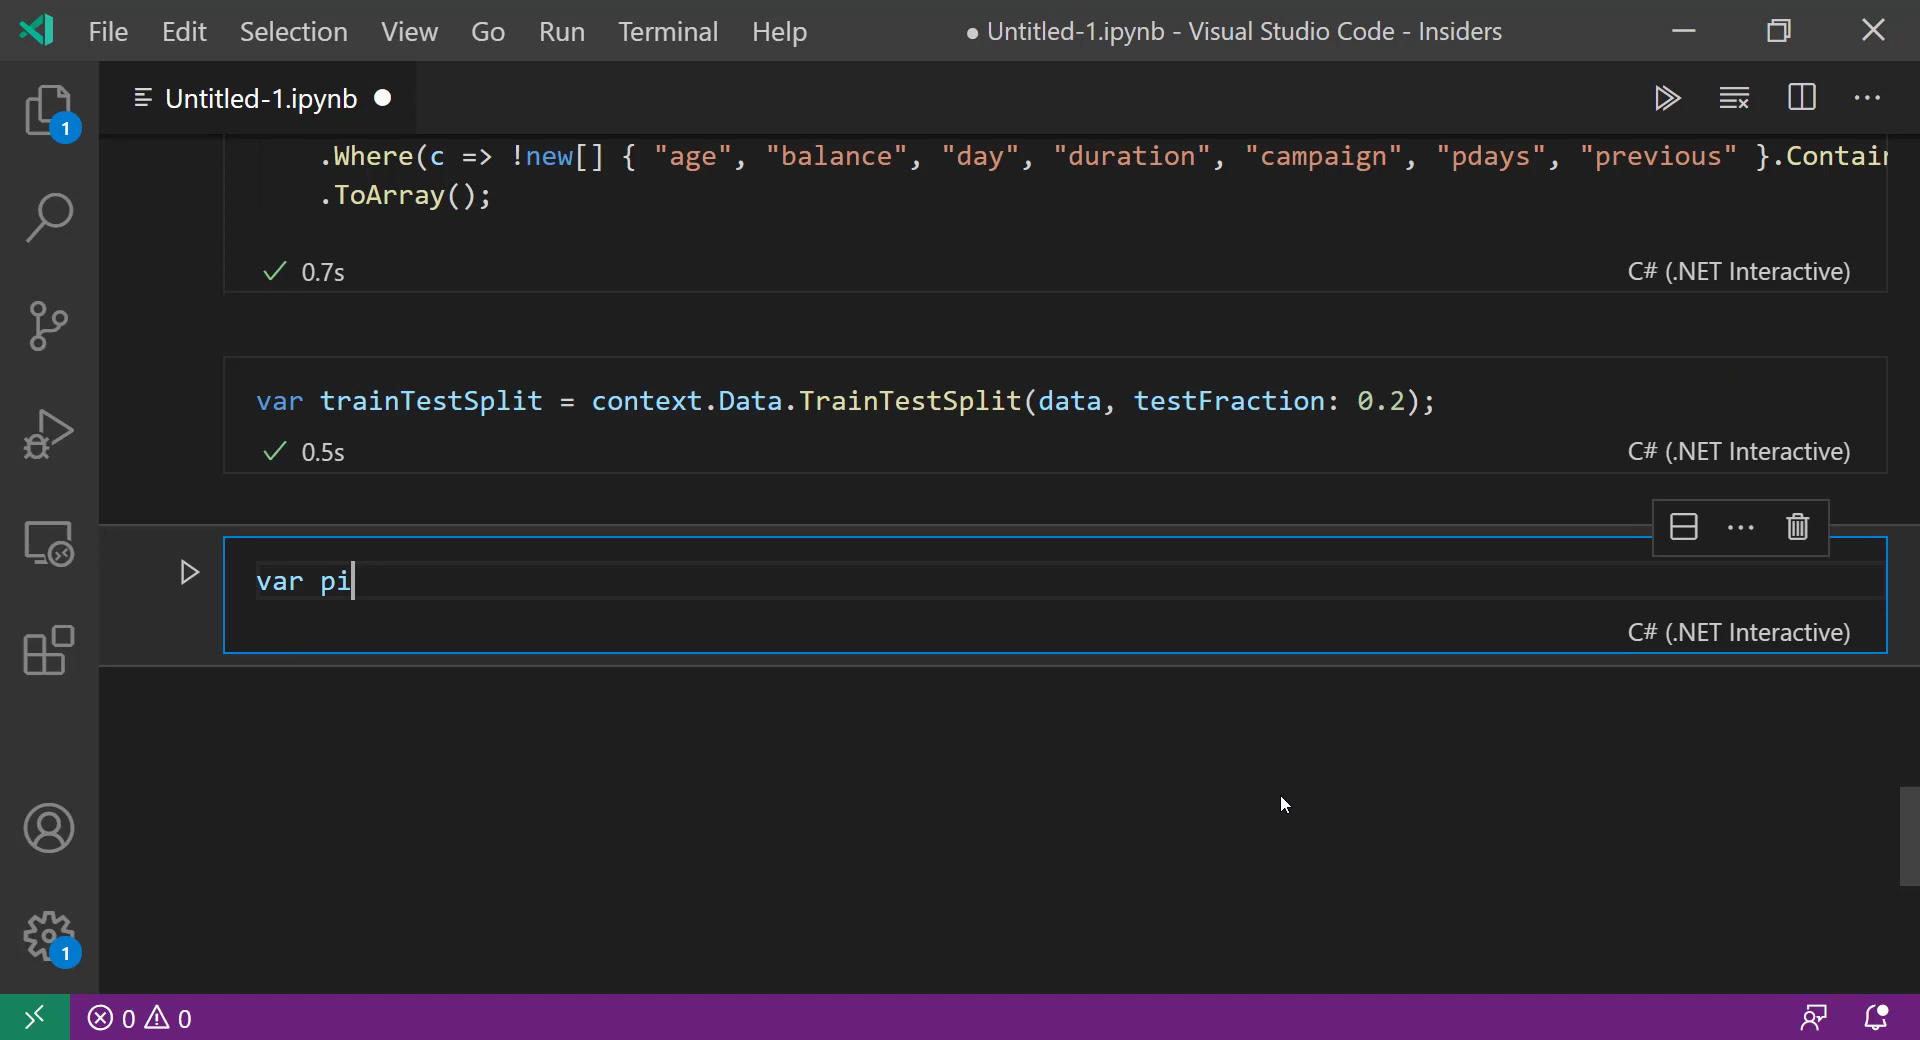 File Edit Selection View Go Run Terminal Help ● Untitled-1.ipynb - Visual Studio Code - Insiders
Untitled-1.ipynb ●
1
.Where(c => !new[] { "age", "balance", "day", "duration", "campaign", "pdays", "previous" }.Contain
.ToArray();
0.7s C# (.NET Interactive)
var trainTestSplit = context.Data.TrainTestSplit(data, testFraction: 0.2);
0.5s C# (.NET Interactive)
var pi
C# (.NET Interactive)
1
0 0